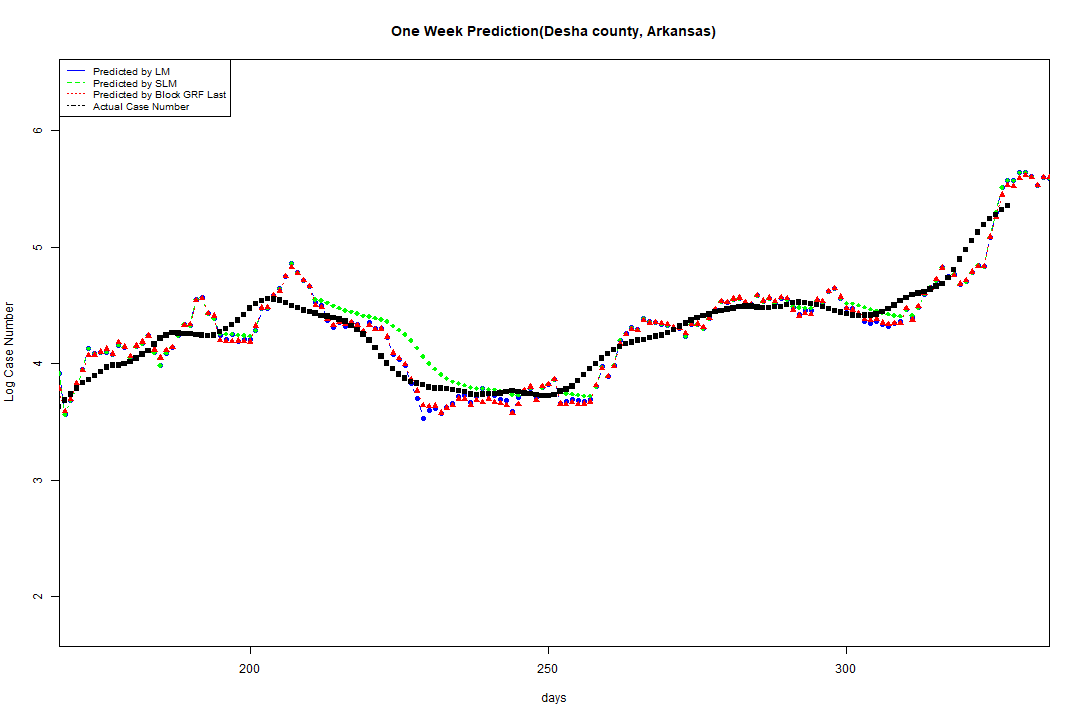 One Week Prediction(Desha county, Arkansas)
Predicted by LM
Predicted by SLM
Predicted by Block GRF Last
Actual Case Number
6
5
4
3
2
Log Case Number
200
250
300
days